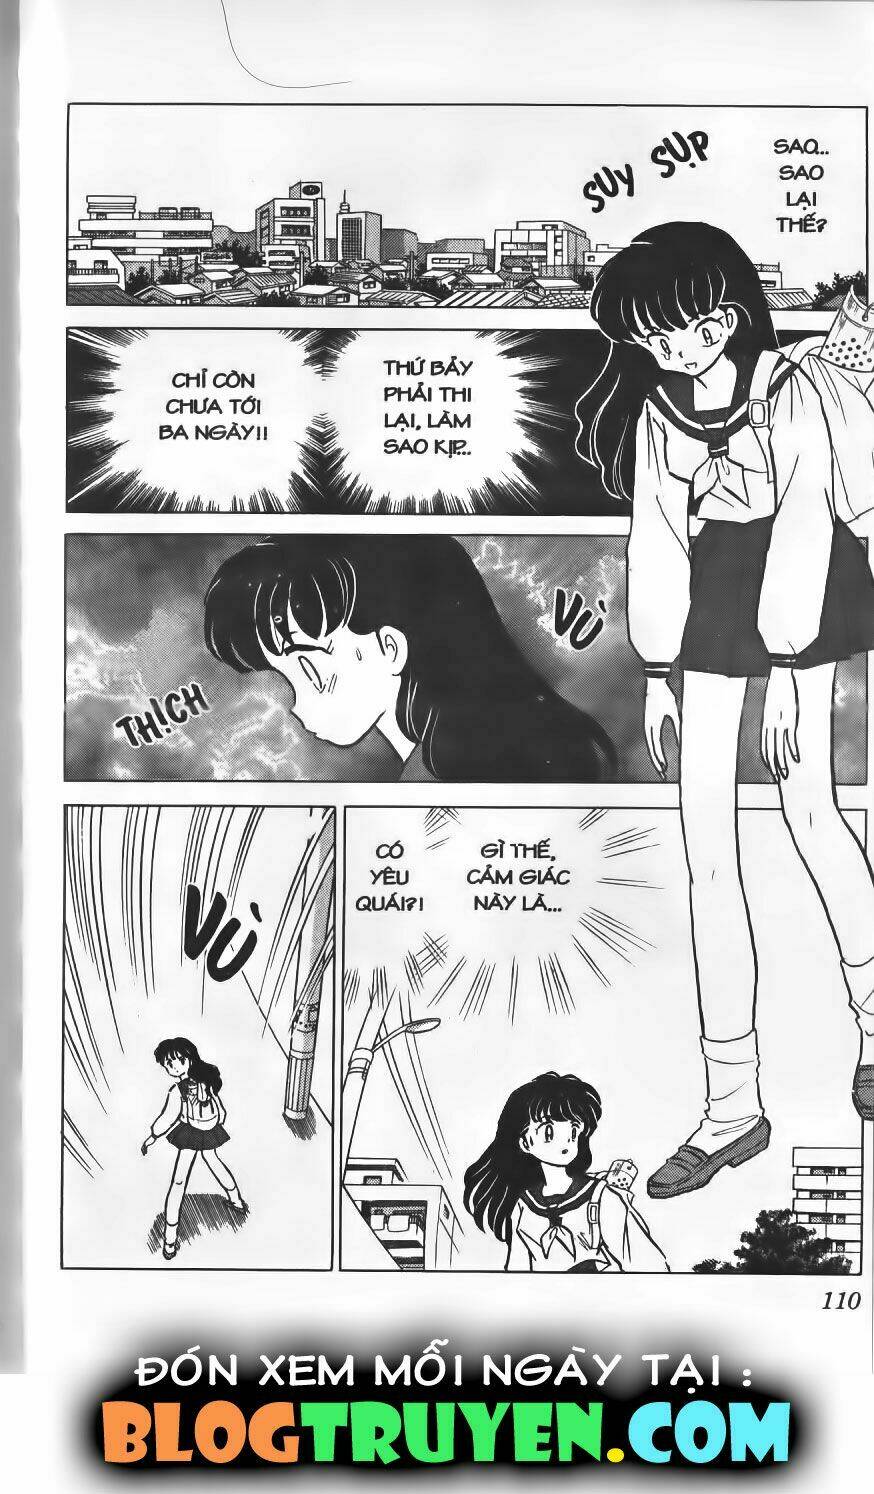 SAO...
SAO
LẠI
THẾ?
SUY SỤP
THỨ BẢY
PHẢI THI
LẠI, LÀM
SAO KỊP...
CHỈ CÒN
CHƯA TỚI
BA NGÀY!!
VÙ
THỊCH
GÌ THẾ,
CẢM GIÁC
NÀY LÀ...
CÓ
YÊU
QUÁI?!
VÙ
110
ĐÓN XEM MỖI NGÀY TẠI :
BLOGTRUYEN.COM